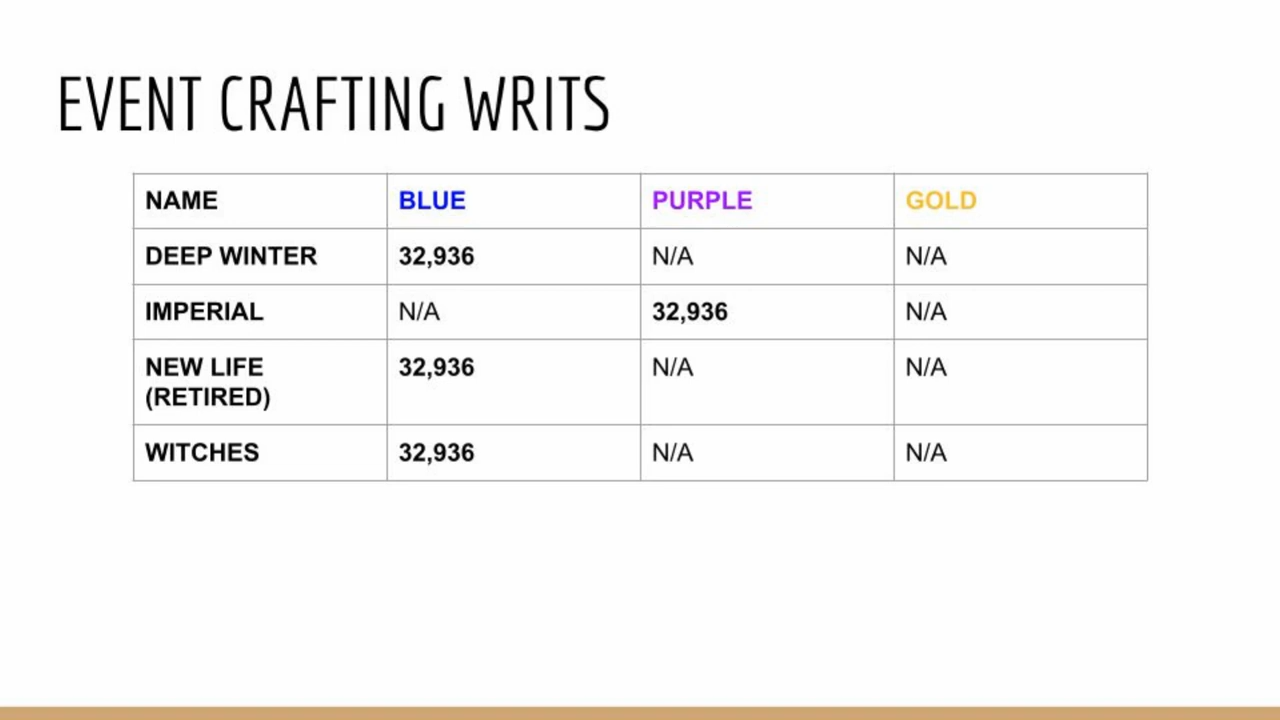 EVENT CRAFTING WRITS
NAME BLUE PURPLE GOLD
DEEP WINTER 32,936 N/A N/A
IMPERIAL N/A 32,936 N/A
NEW LIFE 32,936 N/A N/A
(RETIRED)
WITCHES 32,936 N/A N/A